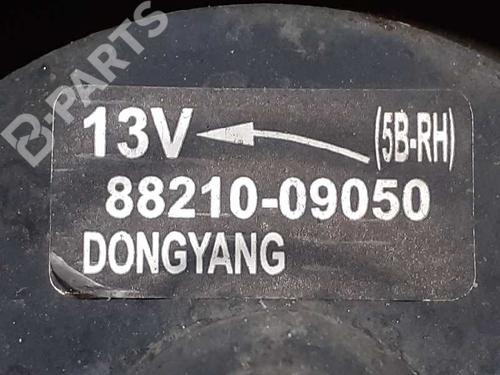 B-PARTS
13V (5B-RH)
88210-09050
DONGYANG